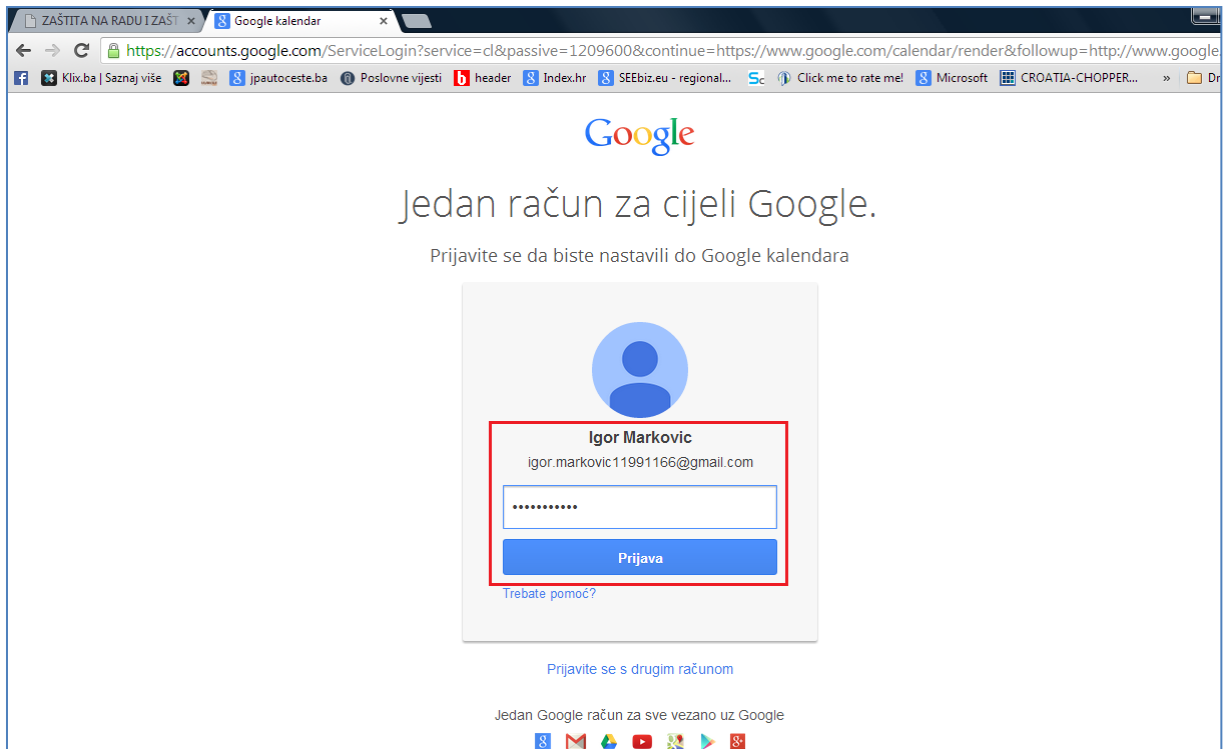 ZAŠTITA NA RADU I ZAŠT
Google kalendar
https://accounts.google.com/ServiceLogin?service=cl&passive=1209600&continue=https://www.google.com/calendar/render&followup=http://www.google
Klix.ba | Saznaj više jpautoceste.ba Poslovne vijesti header Index.hr SEEbiz.eu - regional... Sc Click me to rate me! Microsoft CROATIA-CHOPPER... » Dr
Google
Jedan račun za cijeli Google.
Prijavite se da biste nastavili do Google kalendara
Igor Markovic
igor.markovic11991166@gmail.com
•••••••••••
Prijava
Trebate pomoć?
Prijavite se s drugim računom
Jedan Google račun za sve vezano uz Google